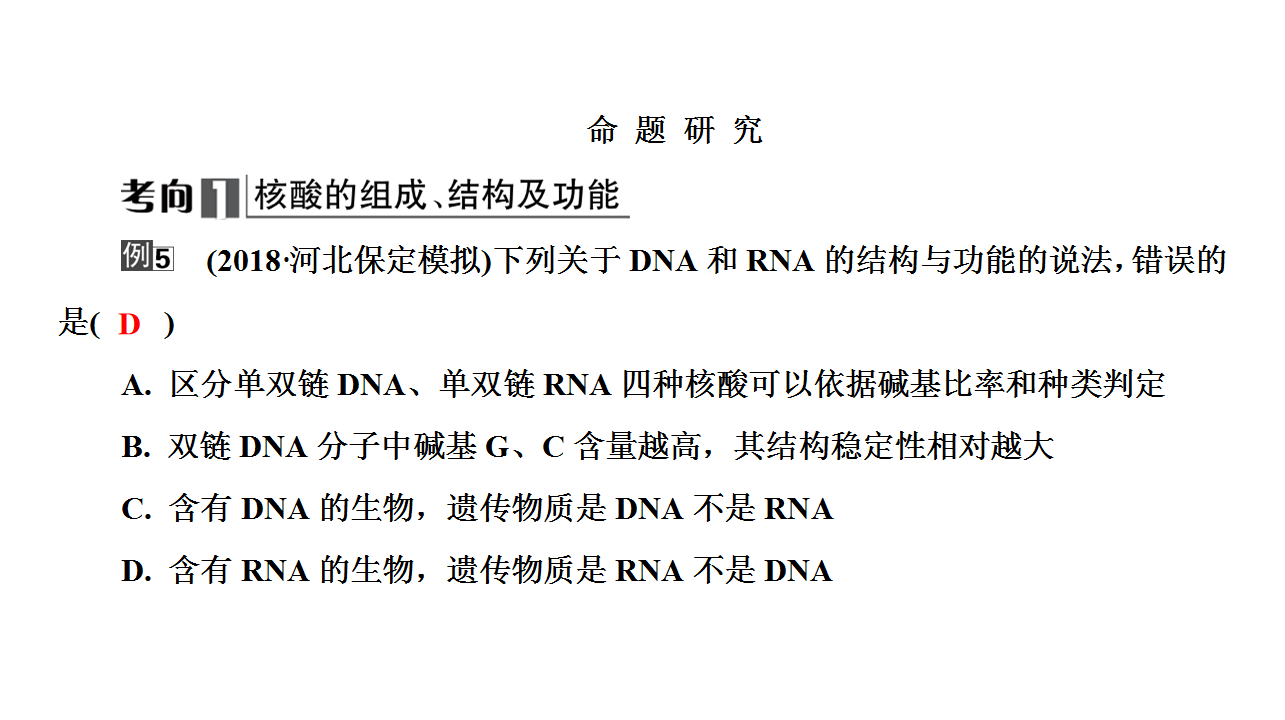 命 题 研 究
考向1 核酸的组成、结构及功能
例5 (2018·河北保定模拟)下列关于 DNA 和 RNA 的结构与功能的说法，错误的
是( D )
A. 区分单双链 DNA、单双链 RNA 四种核酸可以依据碱基比率和种类判定
B. 双链 DNA 分子中碱基 G、C 含量越高，其结构稳定性相对越大
C. 含有 DNA 的生物，遗传物质是 DNA 不是 RNA
D. 含有 RNA 的生物，遗传物质是 RNA 不是 DNA